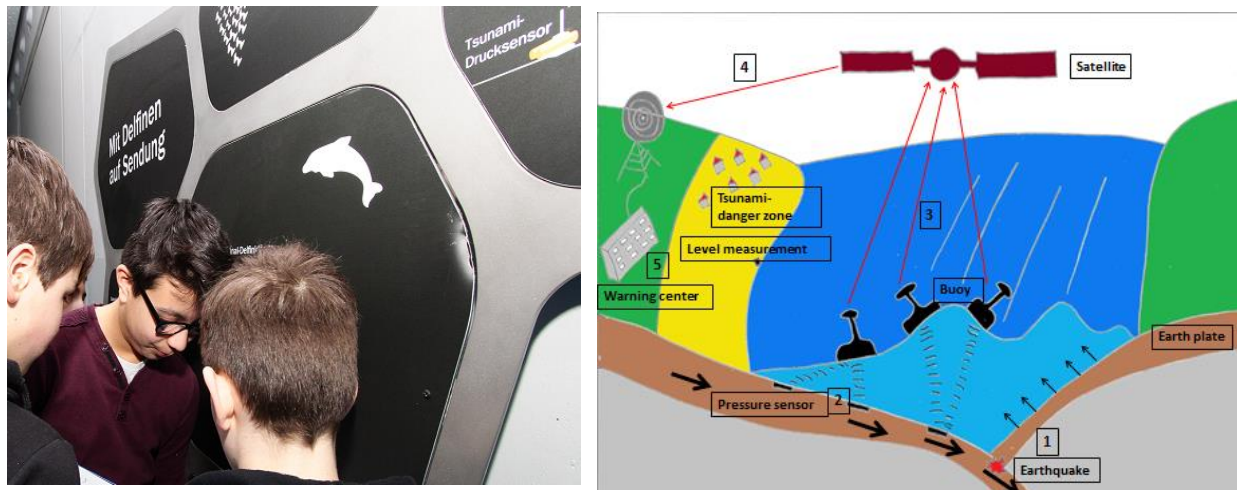 Mit Delfinen
auf Sendung
Tsunami-
Drucksensor
4
Satellite
Tsunami-
danger zone
3
Level measurement
5
Warning center
Buoy
Earth plate
Pressure sensor
2
1
Earthquake